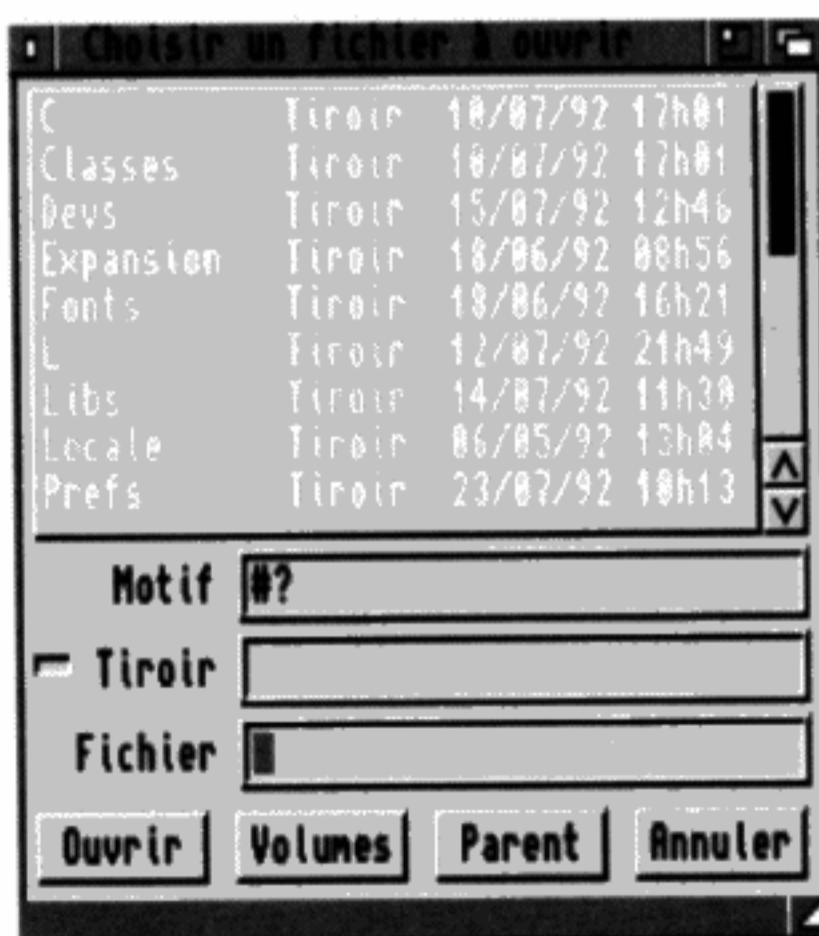 Choisir un fichier à ouvrir
C Tiroir 10/07/92 17h01
Classes Tiroir 10/07/92 17h01
Devs Tiroir 15/07/92 12h46
Expansion Tiroir 18/06/92 08h56
Fonts Tiroir 18/06/92 16h21
L Tiroir 12/07/92 21h49
Libs Tiroir 14/07/92 11h30
Locale Tiroir 06/05/92 13h04
Prefs Tiroir 23/07/92 10h13
Motif #?
Tiroir
Fichier
Ouvrir Volumes Parent Annuler